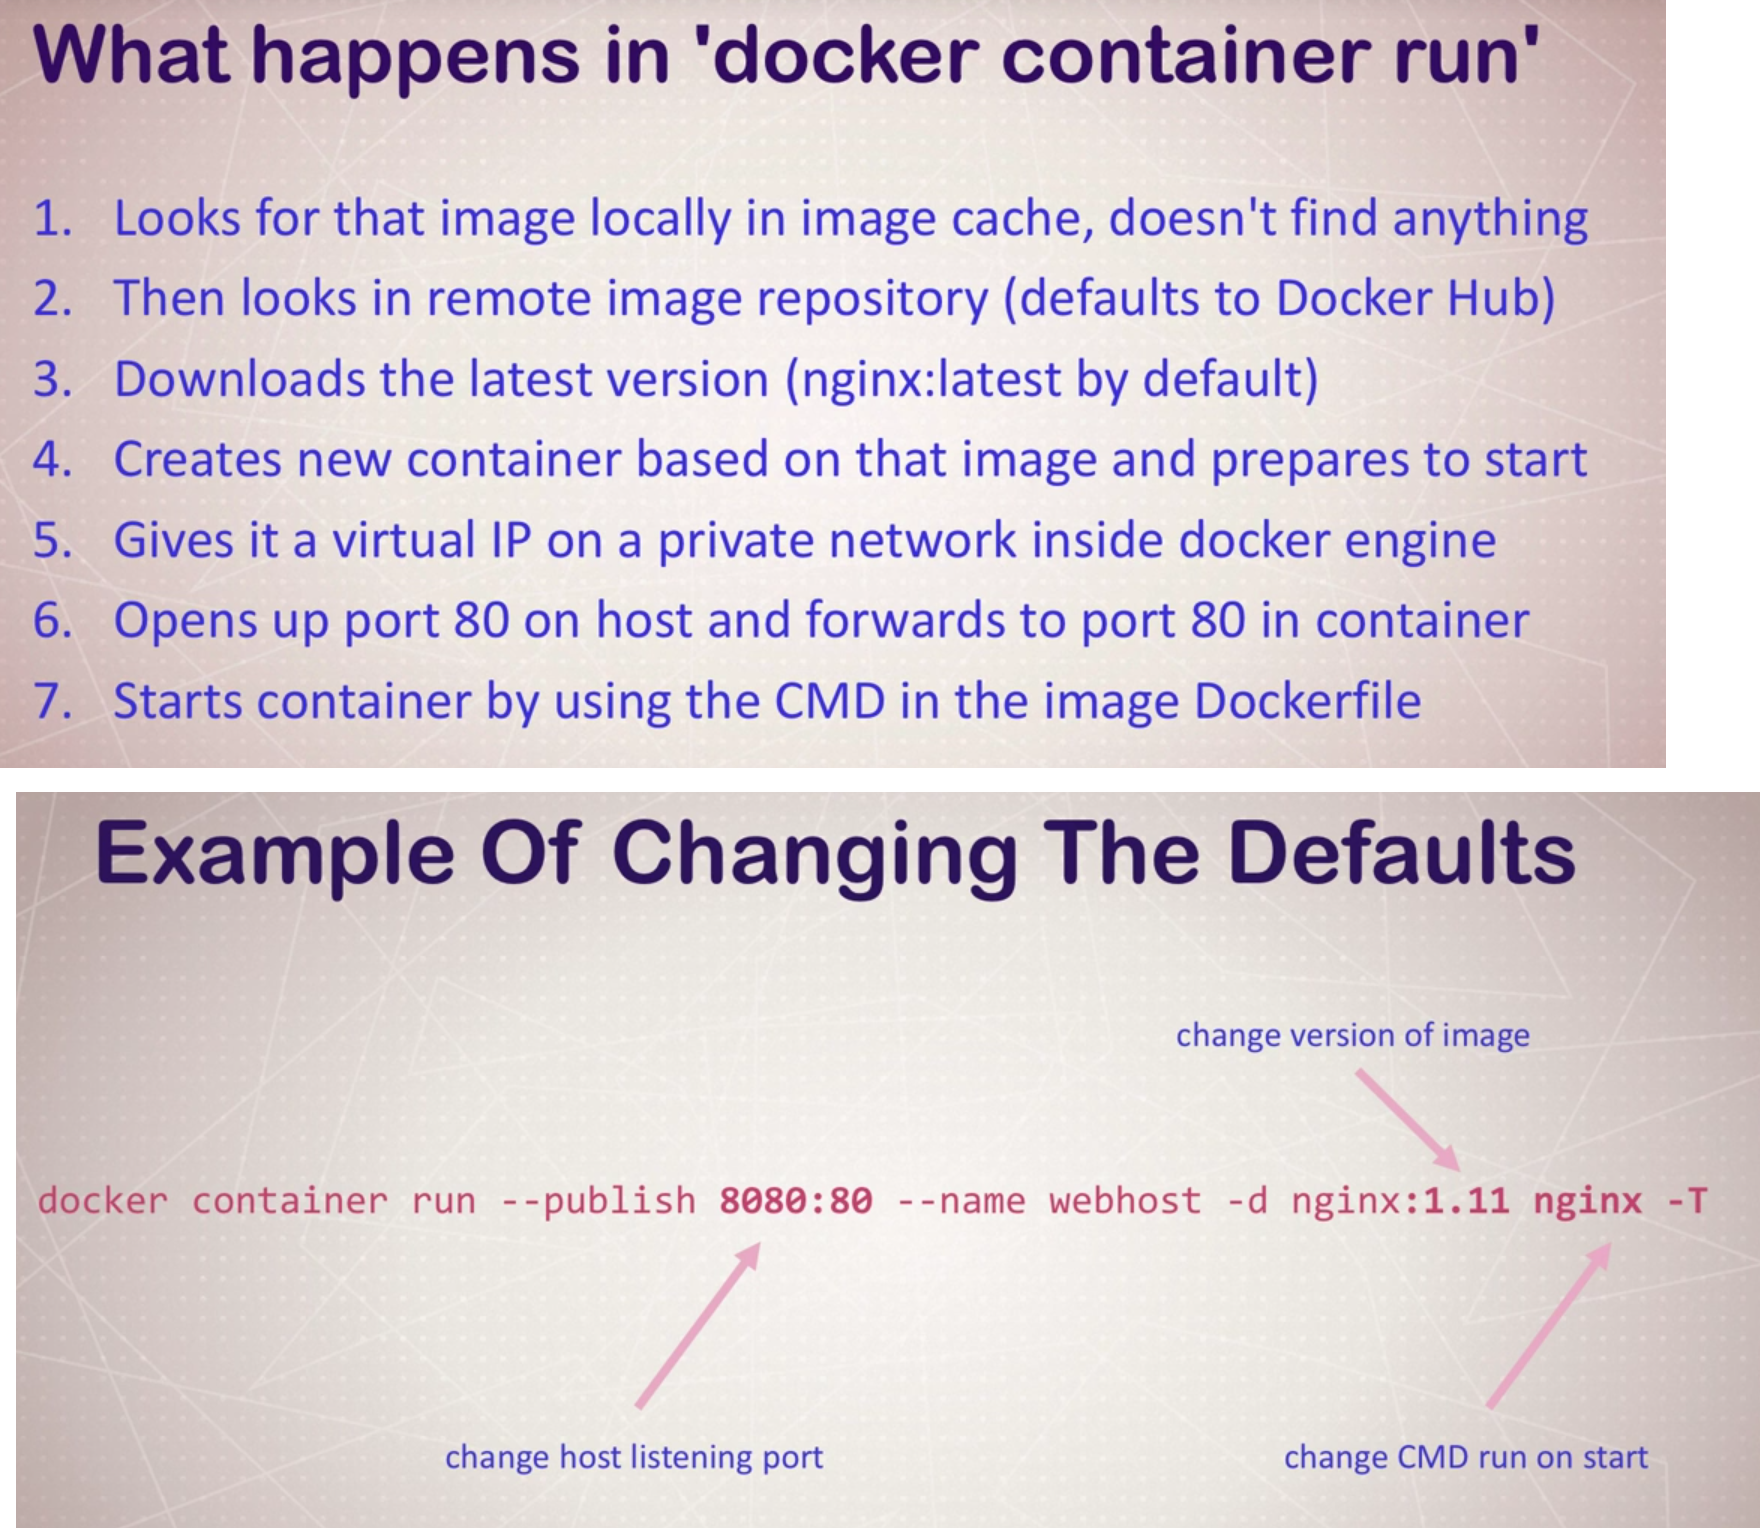 What happens in 'docker container run'
1. Looks for that image locally in image cache, doesn't find anything
2. Then looks in remote image repository (defaults to Docker Hub)
3. Downloads the latest version (nginx:latest by default)
4. Creates new container based on that image and prepares to start
5. Gives it a virtual IP on a private network inside docker engine
6. Opens up port 80 on host and forwards to port 80 in container
7. Starts container by using the CMD in the image Dockerfile
Example Of Changing The Defaults
change version of image
docker container run --publish 8080:80 --name webhost -d nginx:1.11 nginx -T
change host listening port
change CMD run on start